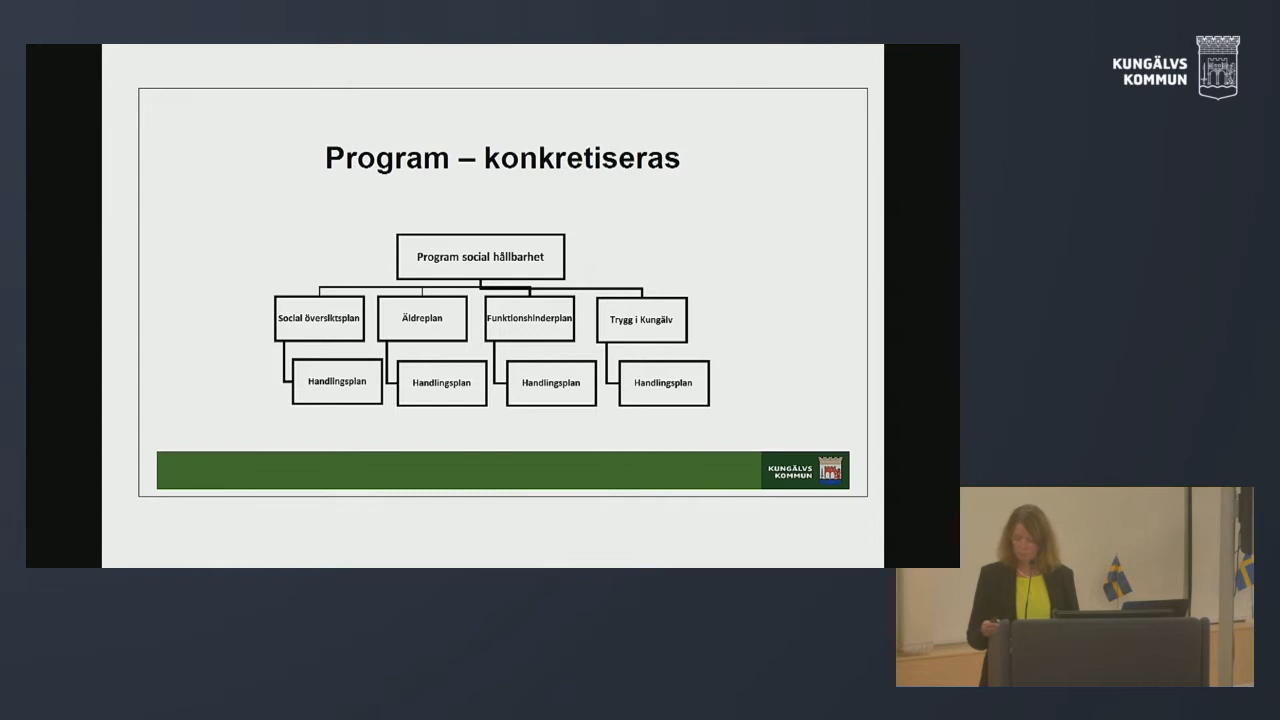 KUNGÄLVS
KOMMUN
Program – konkretiseras
Program social hållbarhet
Social översiktsplan
Äldreplan
Funktionshinderplan
Trygg i Kungälv
Handlingsplan
Handlingsplan
Handlingsplan
Handlingsplan
KUNGÄLVS
KOMMUN